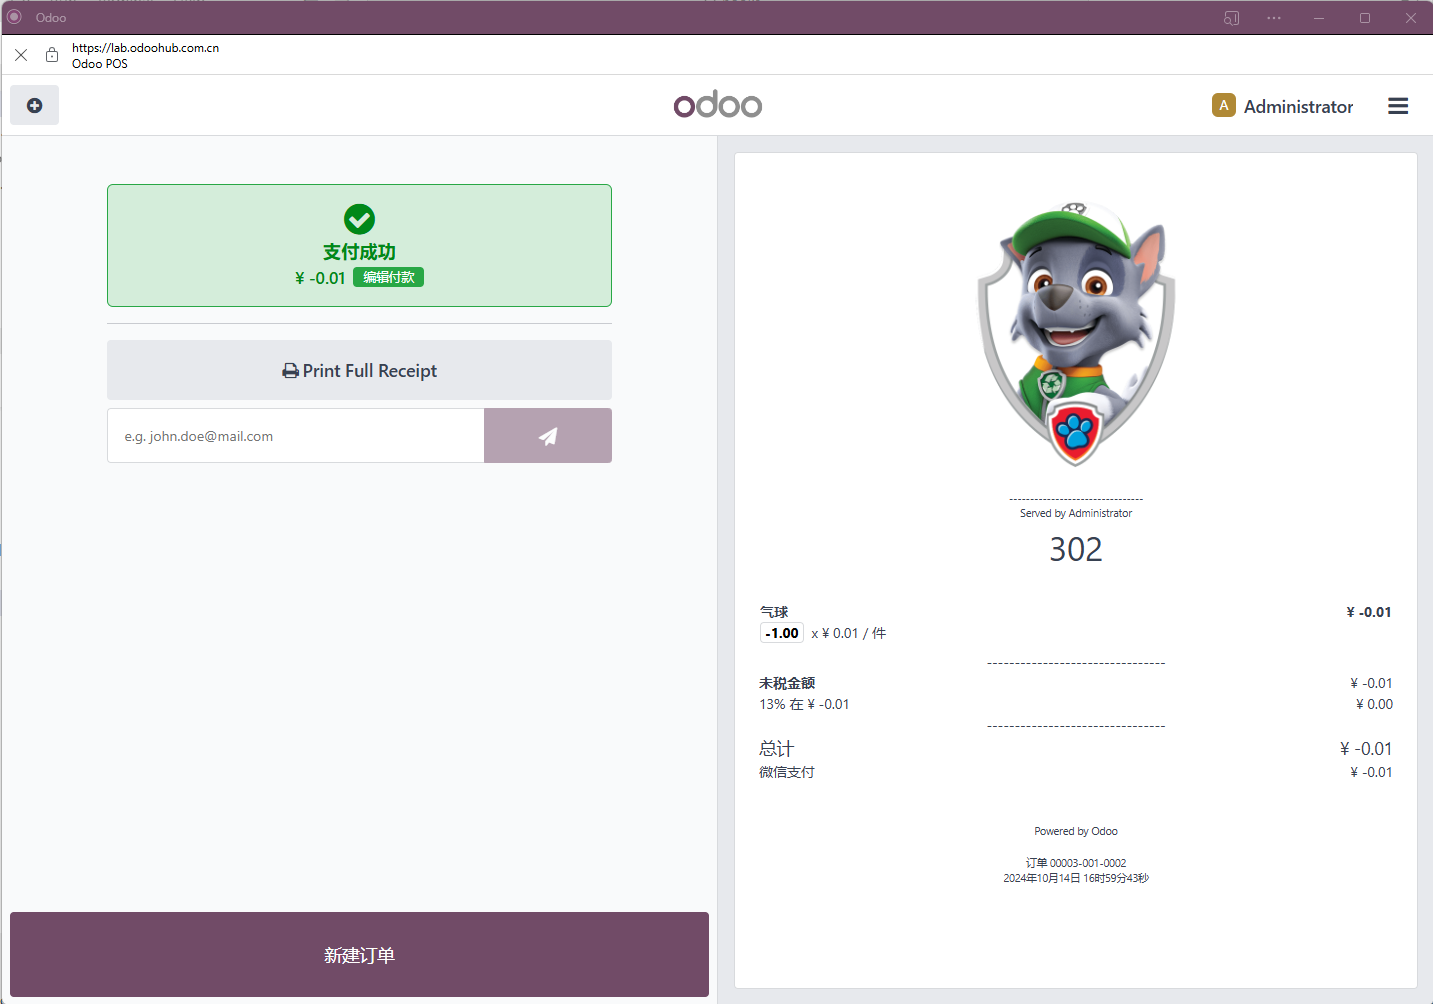 Odoo
https://lab.odoohub.com.cn
Odoo POS
odoo
A Administrator
支付成功
¥ -0.01 编辑付款
Print Full Receipt
e.g. john.doe@mail.com
新建订单
--------------------------------
Served by Administrator
302
气球 ¥ -0.01
-1.00 x ¥ 0.01 / 件
--------------------------------
未税金额 ¥ -0.01
13% 在 ¥ -0.01 ¥ 0.00
--------------------------------
总计 ¥ -0.01
微信支付 ¥ -0.01
Powered by Odoo
订单 00003-001-0002
2024年10月14日 16时59分43秒